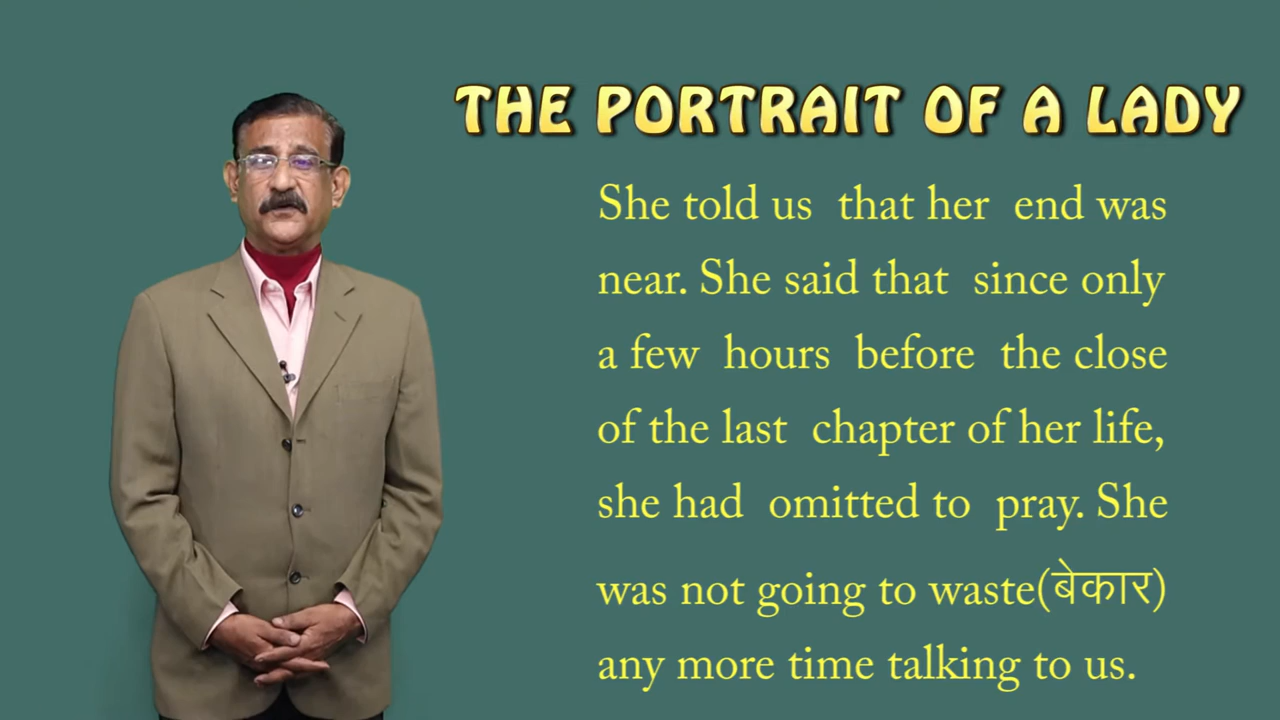 THE PORTRAIT OF A LADY
She told us that her end was
near. She said that since only
a few hours before the close
of the last chapter of her life,
she had omitted to pray. She
was not going to waste(बेकार)
any more time talking to us.